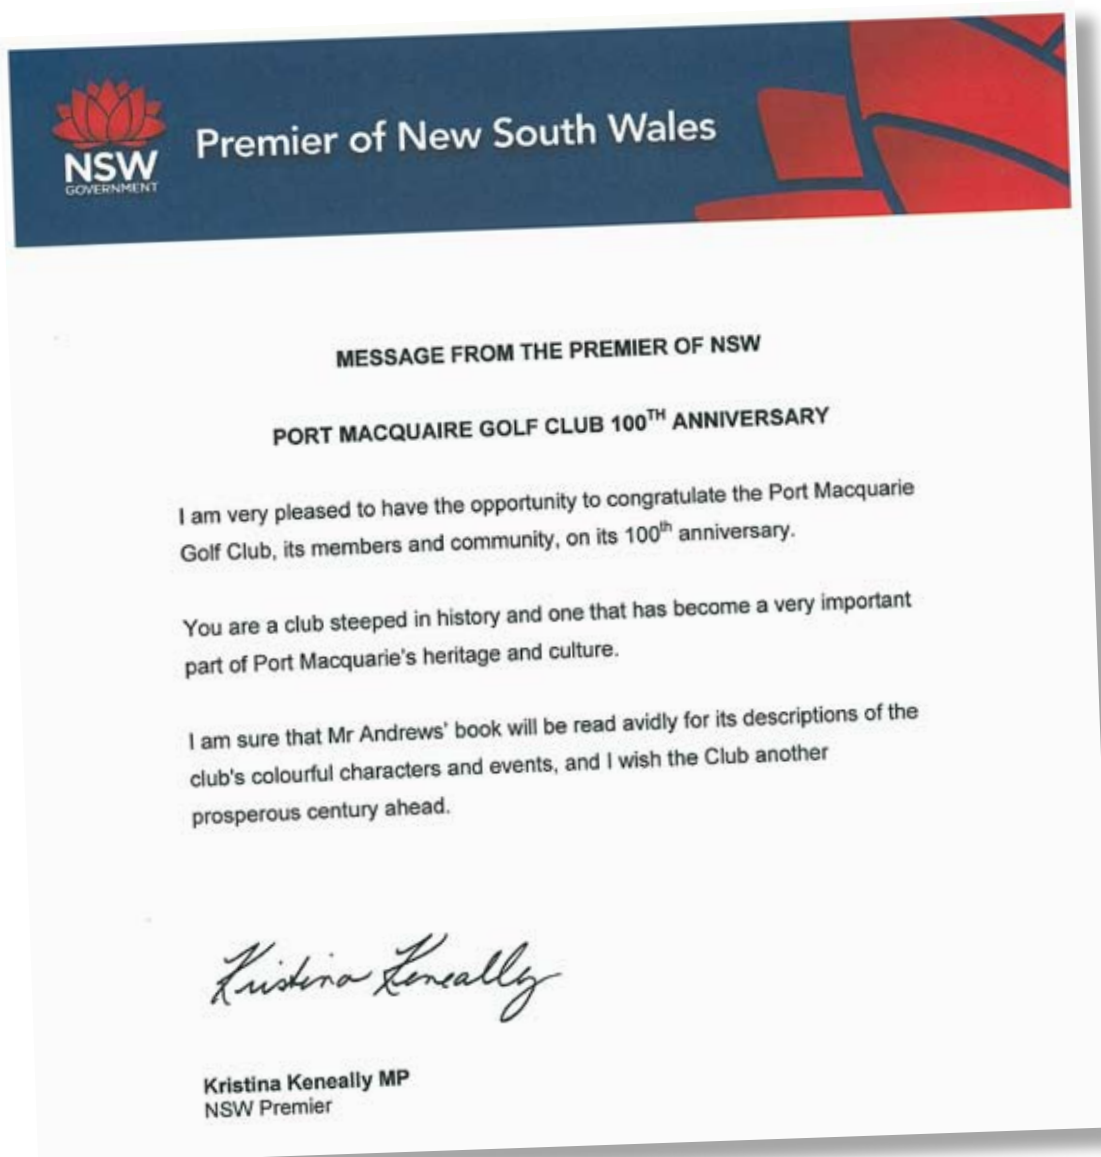 NSW
GOVERNMENT
Premier of New South Wales
MESSAGE FROM THE PREMIER OF NSW
PORT MACQUAIRE GOLF CLUB 100TH ANNIVERSARY
I am very pleased to have the opportunity to congratulate the Port Macquarie
Golf Club, its members and community, on its 100th anniversary.
You are a club steeped in history and one that has become a very important
part of Port Macquarie's heritage and culture.
I am sure that Mr Andrews' book will be read avidly for its descriptions of the
club's colourful characters and events, and I wish the Club another
prosperous century ahead.
Kristina Keneally
Kristina Keneally MP
NSW Premier